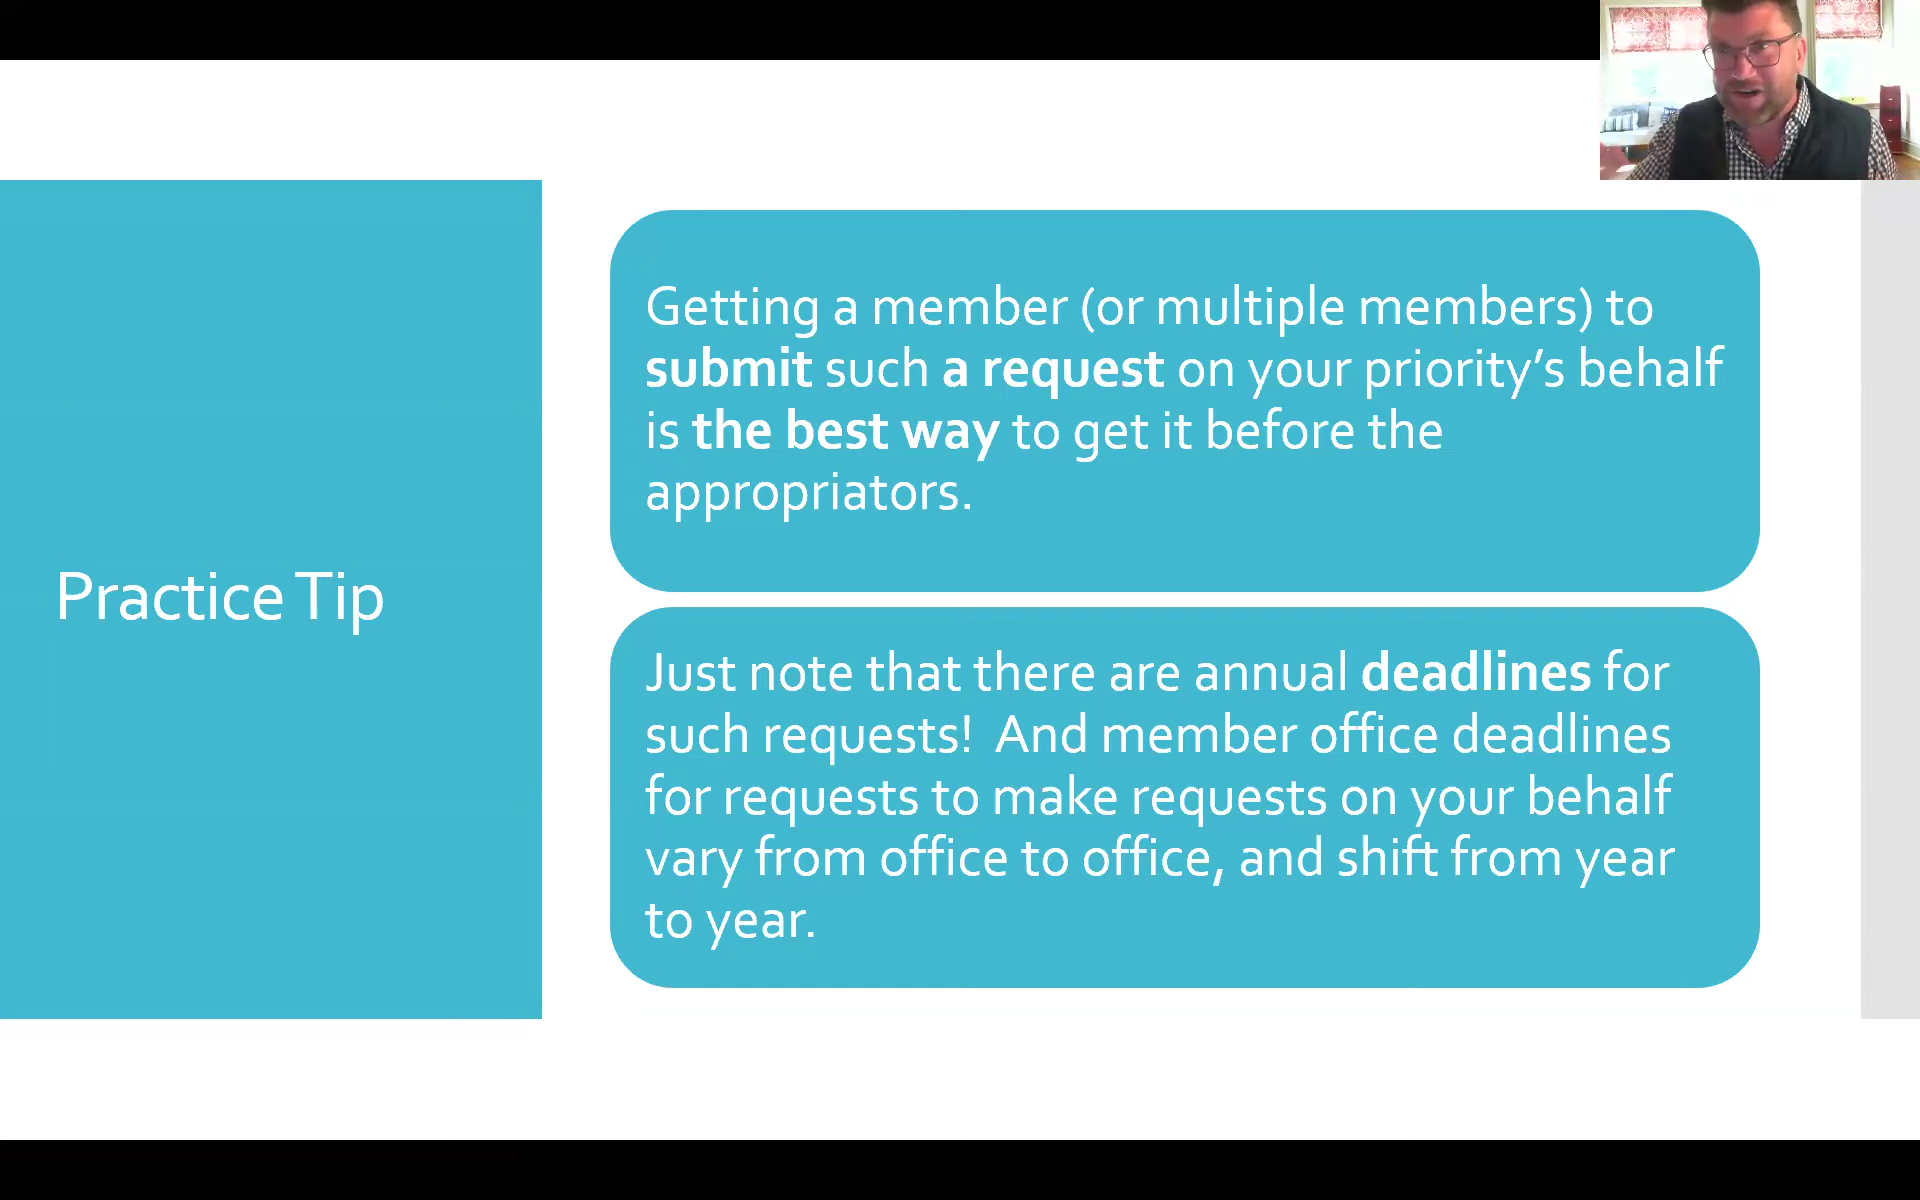 Practice Tip
Getting a member (or multiple members) to
submit such a request on your priority’s behalf
is the best way to get it before the
appropriators.
Just note that there are annual deadlines for
such requests!  And member office deadlines
for requests to make requests on your behalf
vary from office to office, and shift from year
to year.